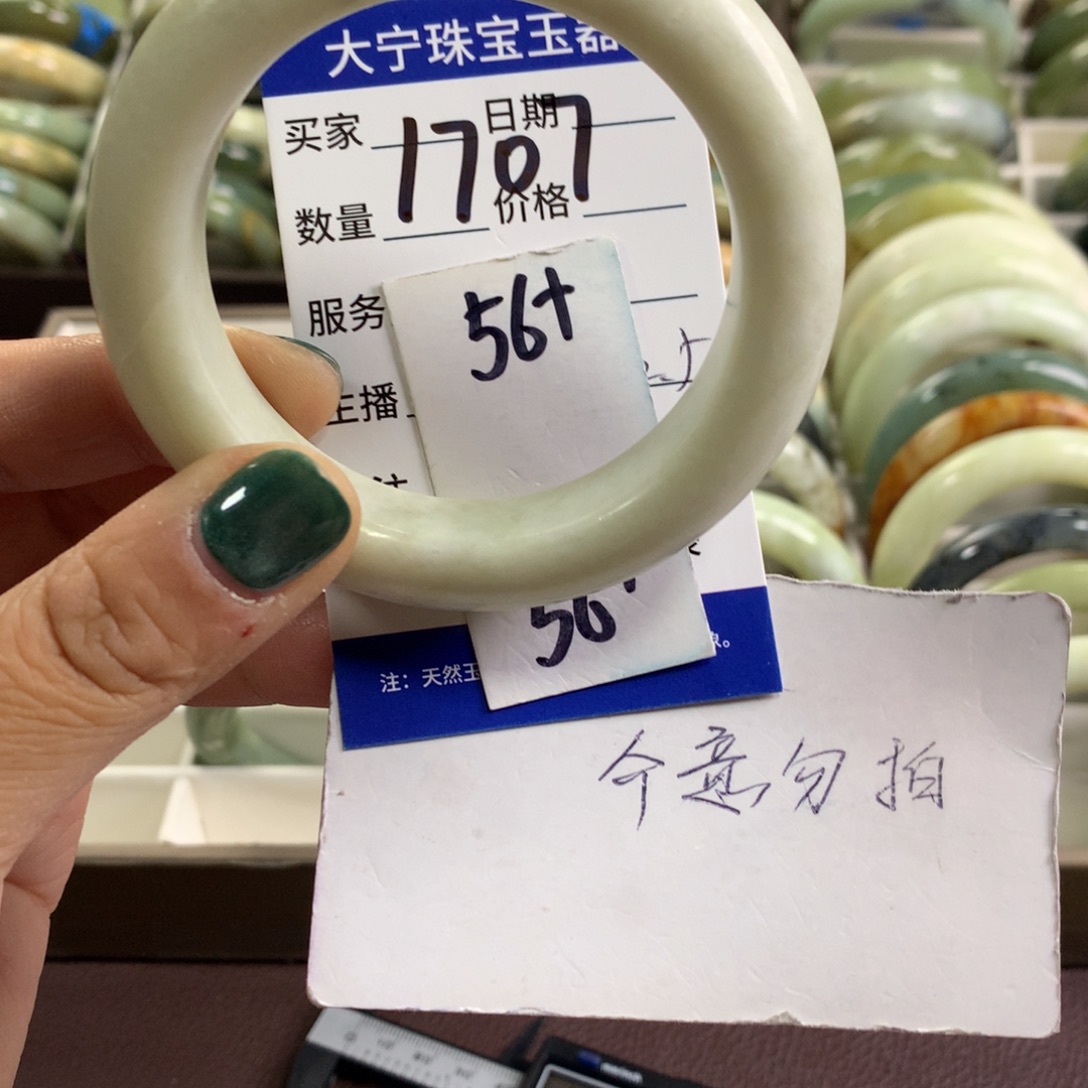 大宁珠宝玉器
买家 日期
1707
数量 价格
服务
56+
主播
56+
注：天然玉
介意勿拍